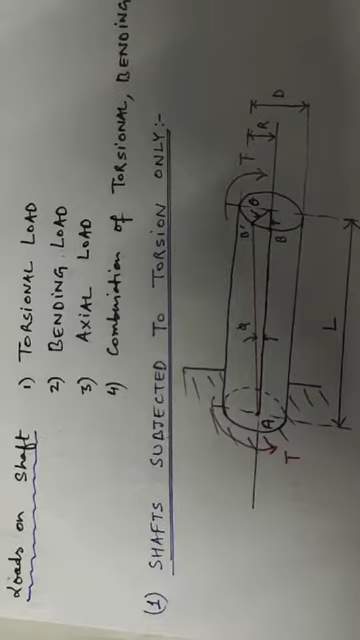 Loads on Shaft 1) TORSIONAL LOAD
2) BENDING LOAD
3) AXIAL LOAD
4) Combination of TORSIONAL, BENDING
(1) SHAFTS SUBJECTED TO TORSION ONLY:-
T
A
L
B'
B
θ
T
R
D